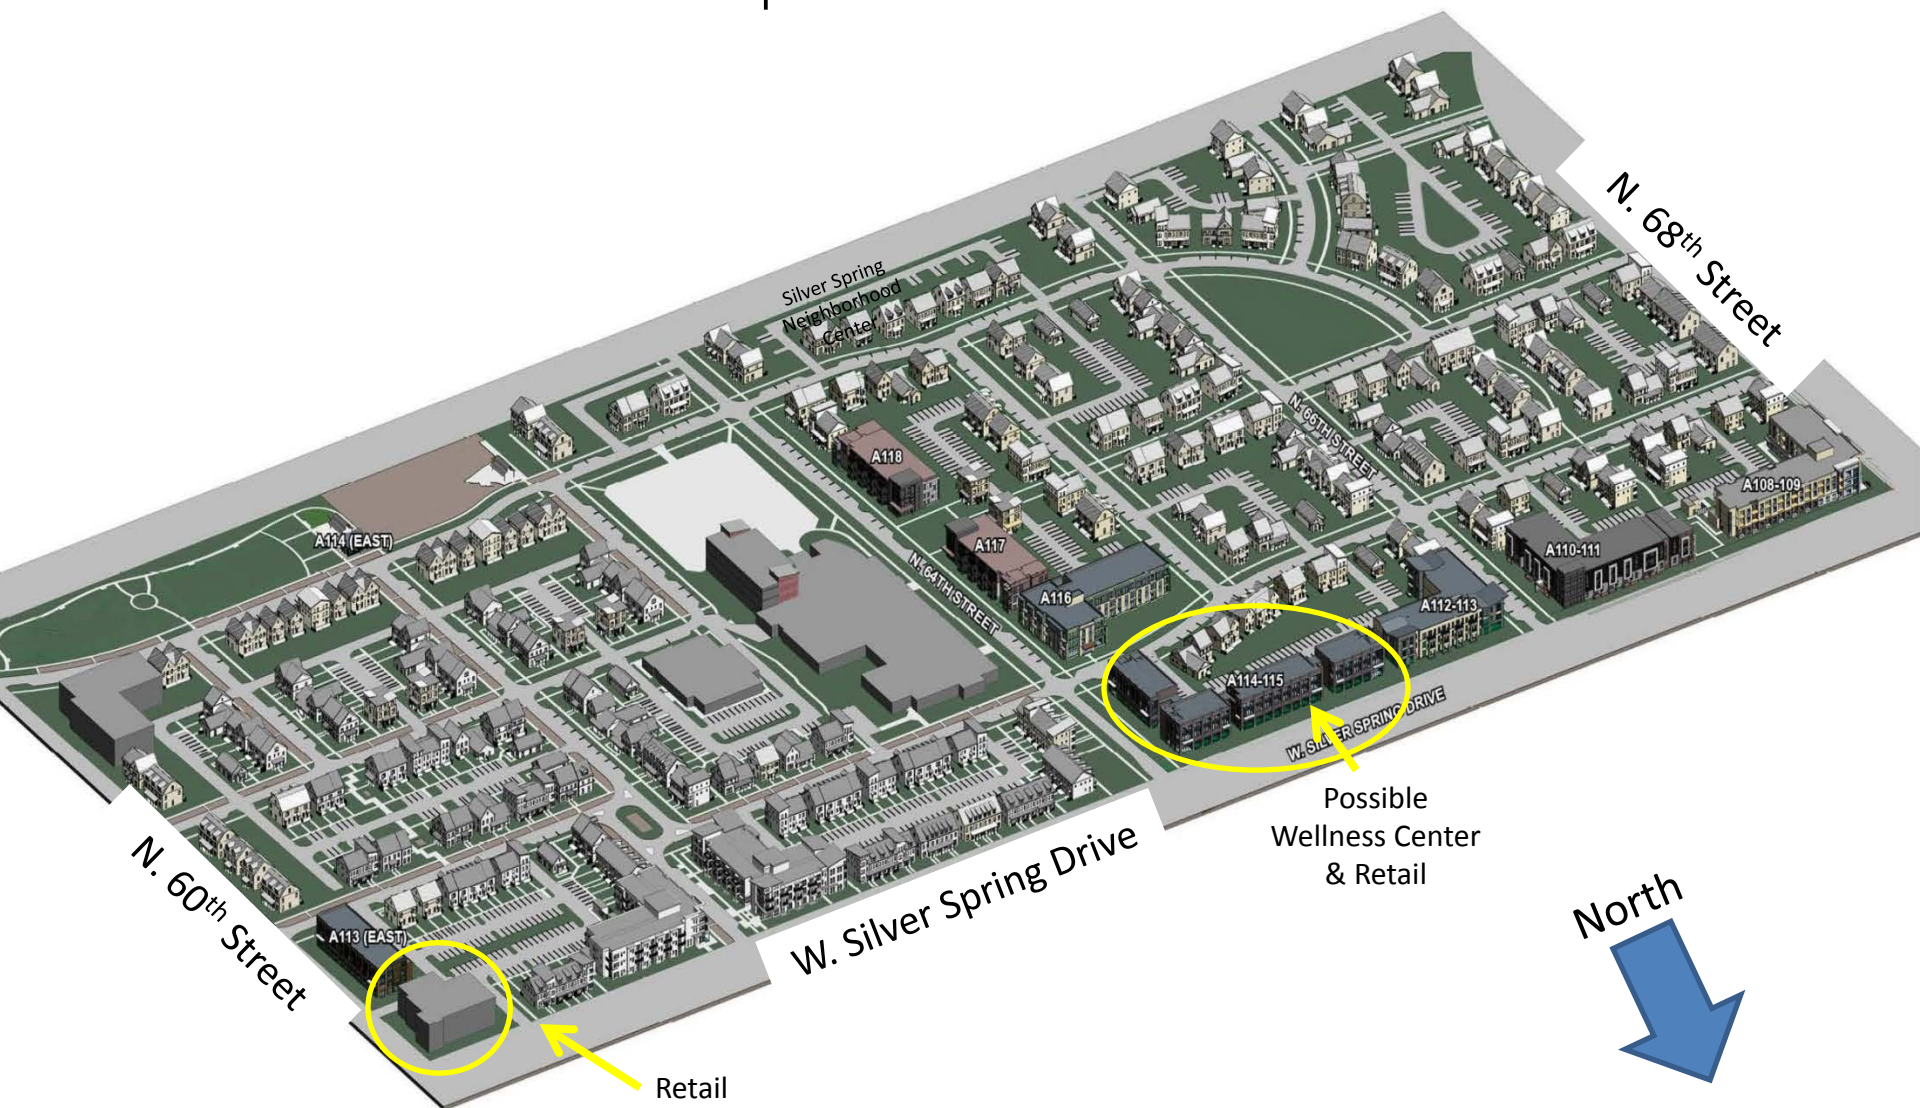 N. 68th Street
Silver Spring
Neighborhood
Center
N. 66TH STREET
A118
A108-109
A114 (EAST)
A117
A110-111
N. 64TH STREET
A116
A112-113
A114-115
W. SILVER SPRING DRIVE
Possible
Wellness Center
& Retail
W. Silver Spring Drive
N. 60th Street
North
A113 (EAST)
Retail